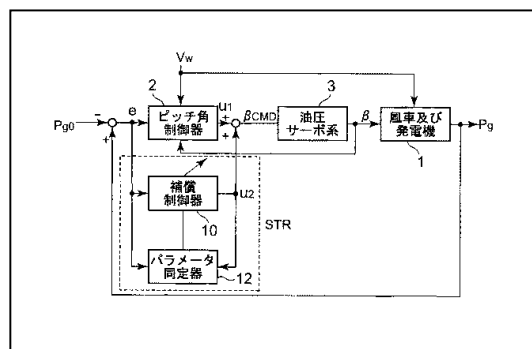 Vw
2
3
Pg0
−
+
e
ピッチ角
制御器
u1
+
+
βCMD
油圧
サーボ系
β
風車及び
発電機
Pg
1
補償
制御器
u2
10
STR
パラメータ
同定器
12